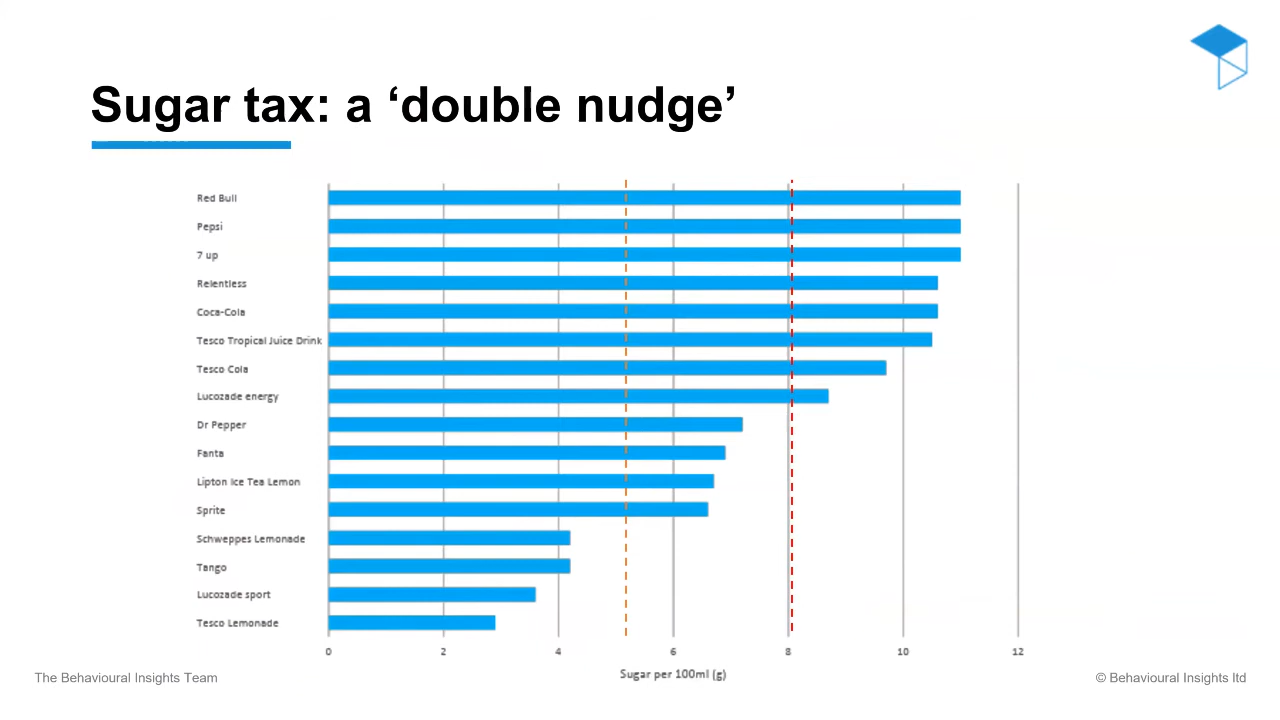 Sugar tax: a ‘double nudge’
Red Bull
Pepsi
7 up
Relentless
Coca-Cola
Tesco Tropical Juice Drink
Tesco Cola
Lucozade energy
Dr Pepper
Fanta
Lipton Ice Tea Lemon
Sprite
Schweppes Lemonade
Tango
Lucozade sport
Tesco Lemonade
0 2 4 6 8 10 12
Sugar per 100ml (g)
The Behavioural Insights Team
© Behavioural Insights ltd